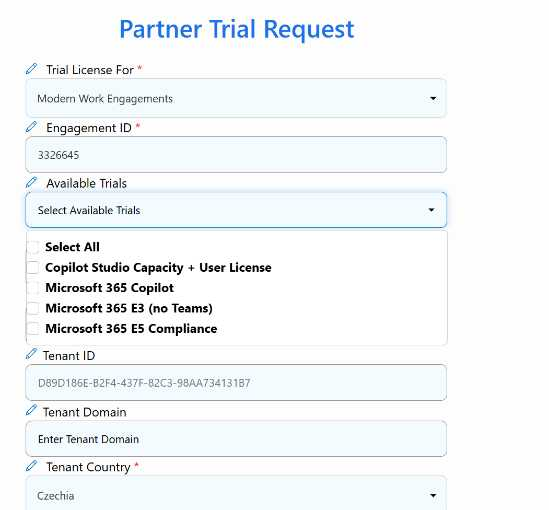 Partner Trial Request
Trial License For *
Modern Work Engagements
Engagement ID *
3326645
Available Trials
Select Available Trials
Select All
Copilot Studio Capacity + User License
Microsoft 365 Copilot
Microsoft 365 E3 (no Teams)
Microsoft 365 E5 Compliance
Tenant ID
D89D186E-B2F4-437F-82C3-98AA734131B7
Tenant Domain
Enter Tenant Domain
Tenant Country *
Czechia